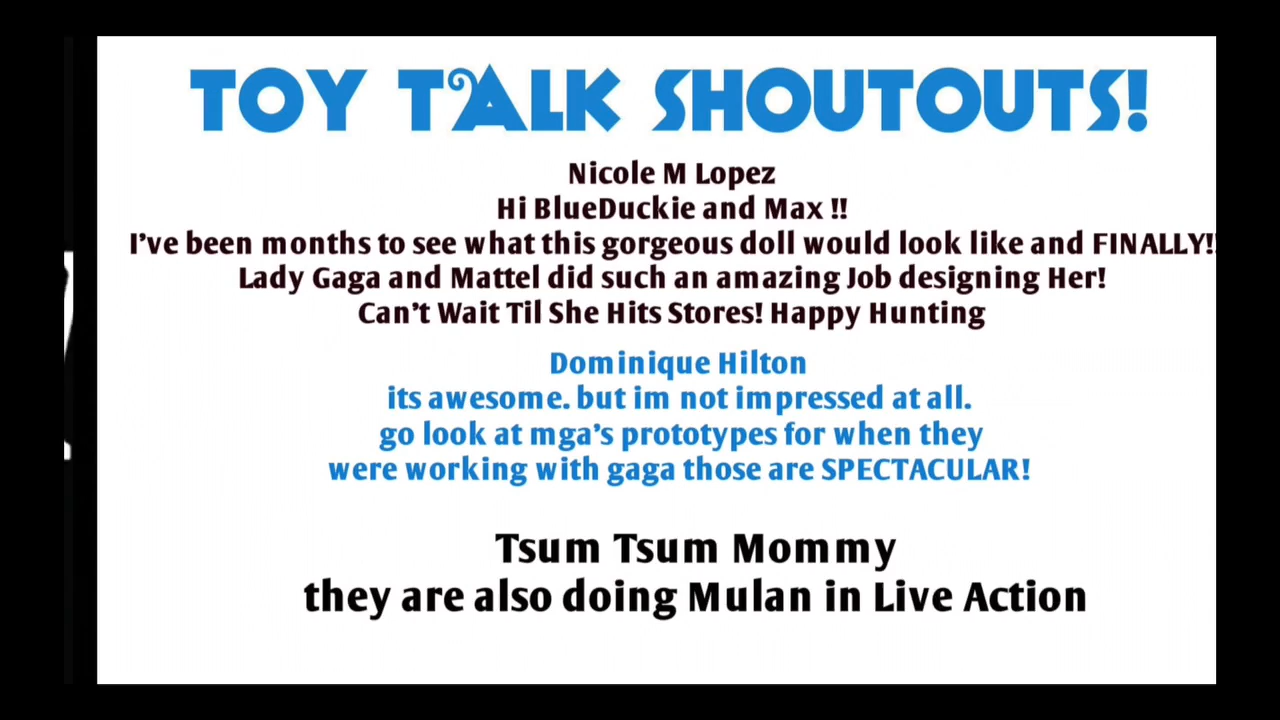 TOY TALK SHOUTOUTS!
Nicole M Lopez
Hi BlueDuckie and Max !!
I've been months to see what this gorgeous doll would look like and FINALLY!!
Lady Gaga and Mattel did such an amazing Job designing Her!
Can't Wait Til She Hits Stores! Happy Hunting
Dominique Hilton
its awesome. but im not impressed at all.
go look at mga's prototypes for when they
were working with gaga those are SPECTACULAR!
Tsum Tsum Mommy
they are also doing Mulan in Live Action